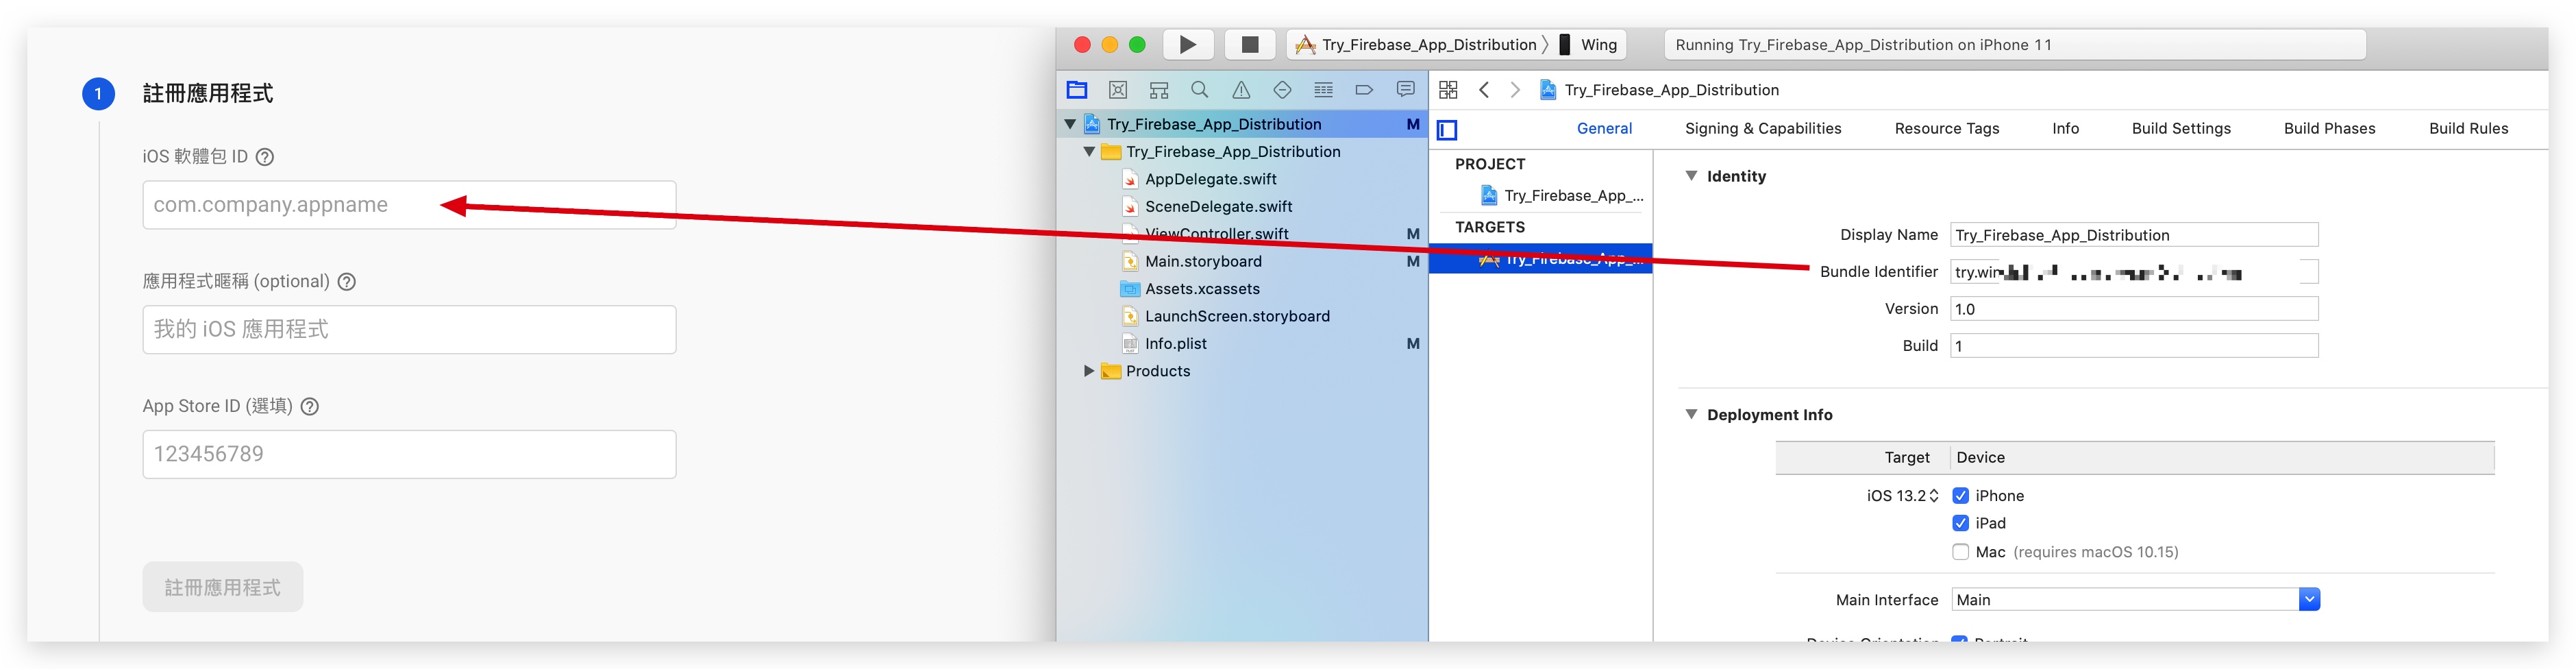 1 註冊應用程式
iOS 軟體包 ID ?
com.company.appname
應用程式暱稱 (optional) ?
我的 iOS 應用程式
App Store ID (選填) ?
123456789
註冊應用程式
Try_Firebase_App_Distribution 〉 Wing
Running Try_Firebase_App_Distribution on iPhone 11
Try_Firebase_App_Distribution M
Try_Firebase_App_Distribution
AppDelegate.swift
SceneDelegate.swift
ViewController.swift M
Main.storyboard M
Assets.xcassets
LaunchScreen.storyboard
Info.plist M
Products
Try_Firebase_App_Distribution
General Signing & Capabilities Resource Tags Info Build Settings Build Phases Build Rules
PROJECT
Try_Firebase_App_...
TARGETS
Try_Firebase_App_...
Identity
Display Name Try_Firebase_App_Distribution
Bundle Identifier try.win
Version 1.0
Build 1
Deployment Info
Target Device
iOS 13.2 iPhone
iPad
Mac (requires macOS 10.15)
Main Interface Main
Device Orientation Portrait